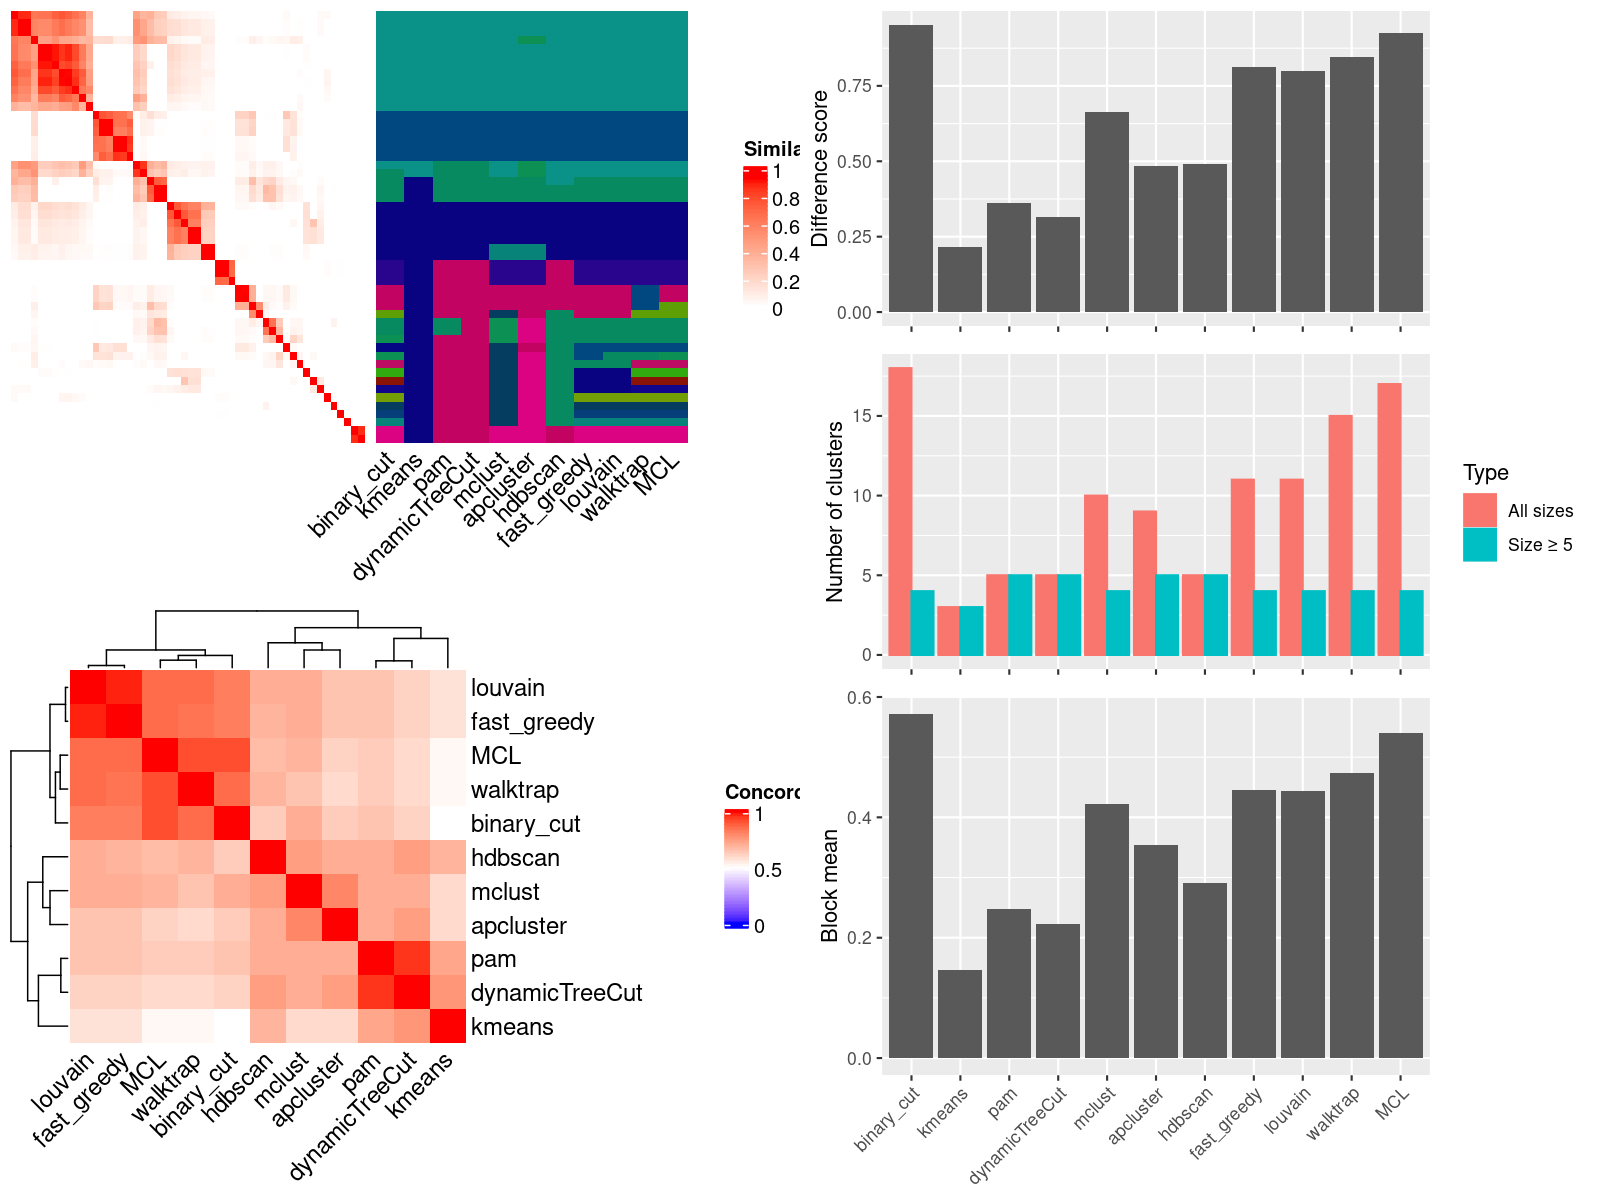 Simila
1
0.8
0.6
0.4
0.2
0
binary_cut
kmeans
pam
dynamicTreeCut
mclust
apcluster
hdbscan
fast_greedy
louvain
walktrap
MCL
louvain
fast_greedy
MCL
walktrap
binary_cut
hdbscan
mclust
apcluster
pam
dynamicTreeCut
kmeans
louvain
fast_greedy
MCL
walktrap
binary_cut
hdbscan
mclust
apcluster
pam
dynamicTreeCut
kmeans
Concord
1
0.5
0
Difference score
0.75
0.50
0.25
0.00
Number of clusters
15
10
5
0
Type
All sizes
Size ≥ 5
Block mean
0.6
0.4
0.2
0.0
binary_cut
kmeans
pam
dynamicTreeCut
mclust
apcluster
hdbscan
fast_greedy
louvain
walktrap
MCL